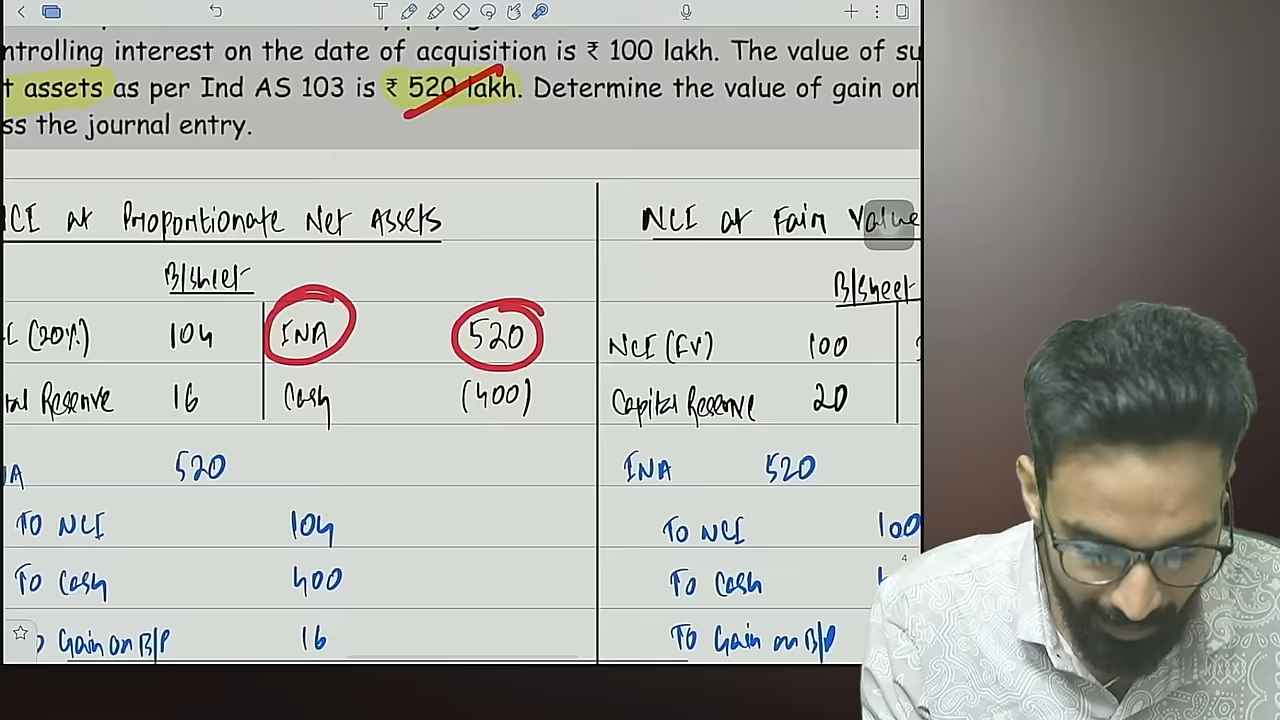 ntrolling interest on the date of acquisition is ₹ 100 lakh. The value of su
t assets as per Ind AS 103 is ₹ 520 lakh. Determine the value of gain on
ss the journal entry.
NCI at Proportionate Net Assets
B/sheet
I (20%) 104 INA 520
tal Reserve 16 Cash (400)
NA 520
To NCI 104
To Cash 400
o Gain on B/P 16
NCI at Fair Value
B/sheet
NCI (FV) 100
Capital Reserve 20
INA 520
To NCI 100
4
To Cash
To Gain on B/P